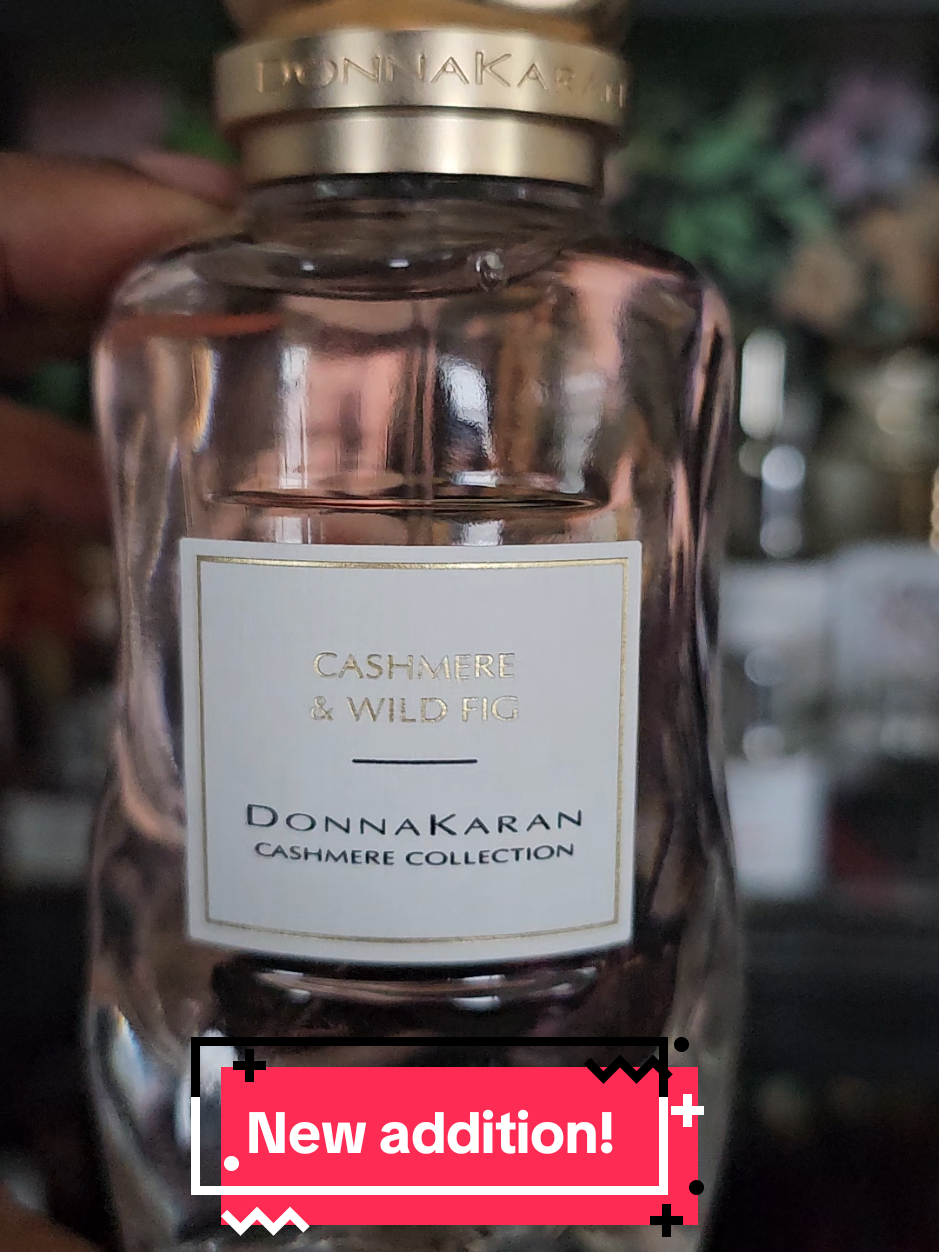 DONNAKARAN
CASHMERE
& WILD FIG
DONNAKARAN
CASHMERE COLLECTION
New addition!